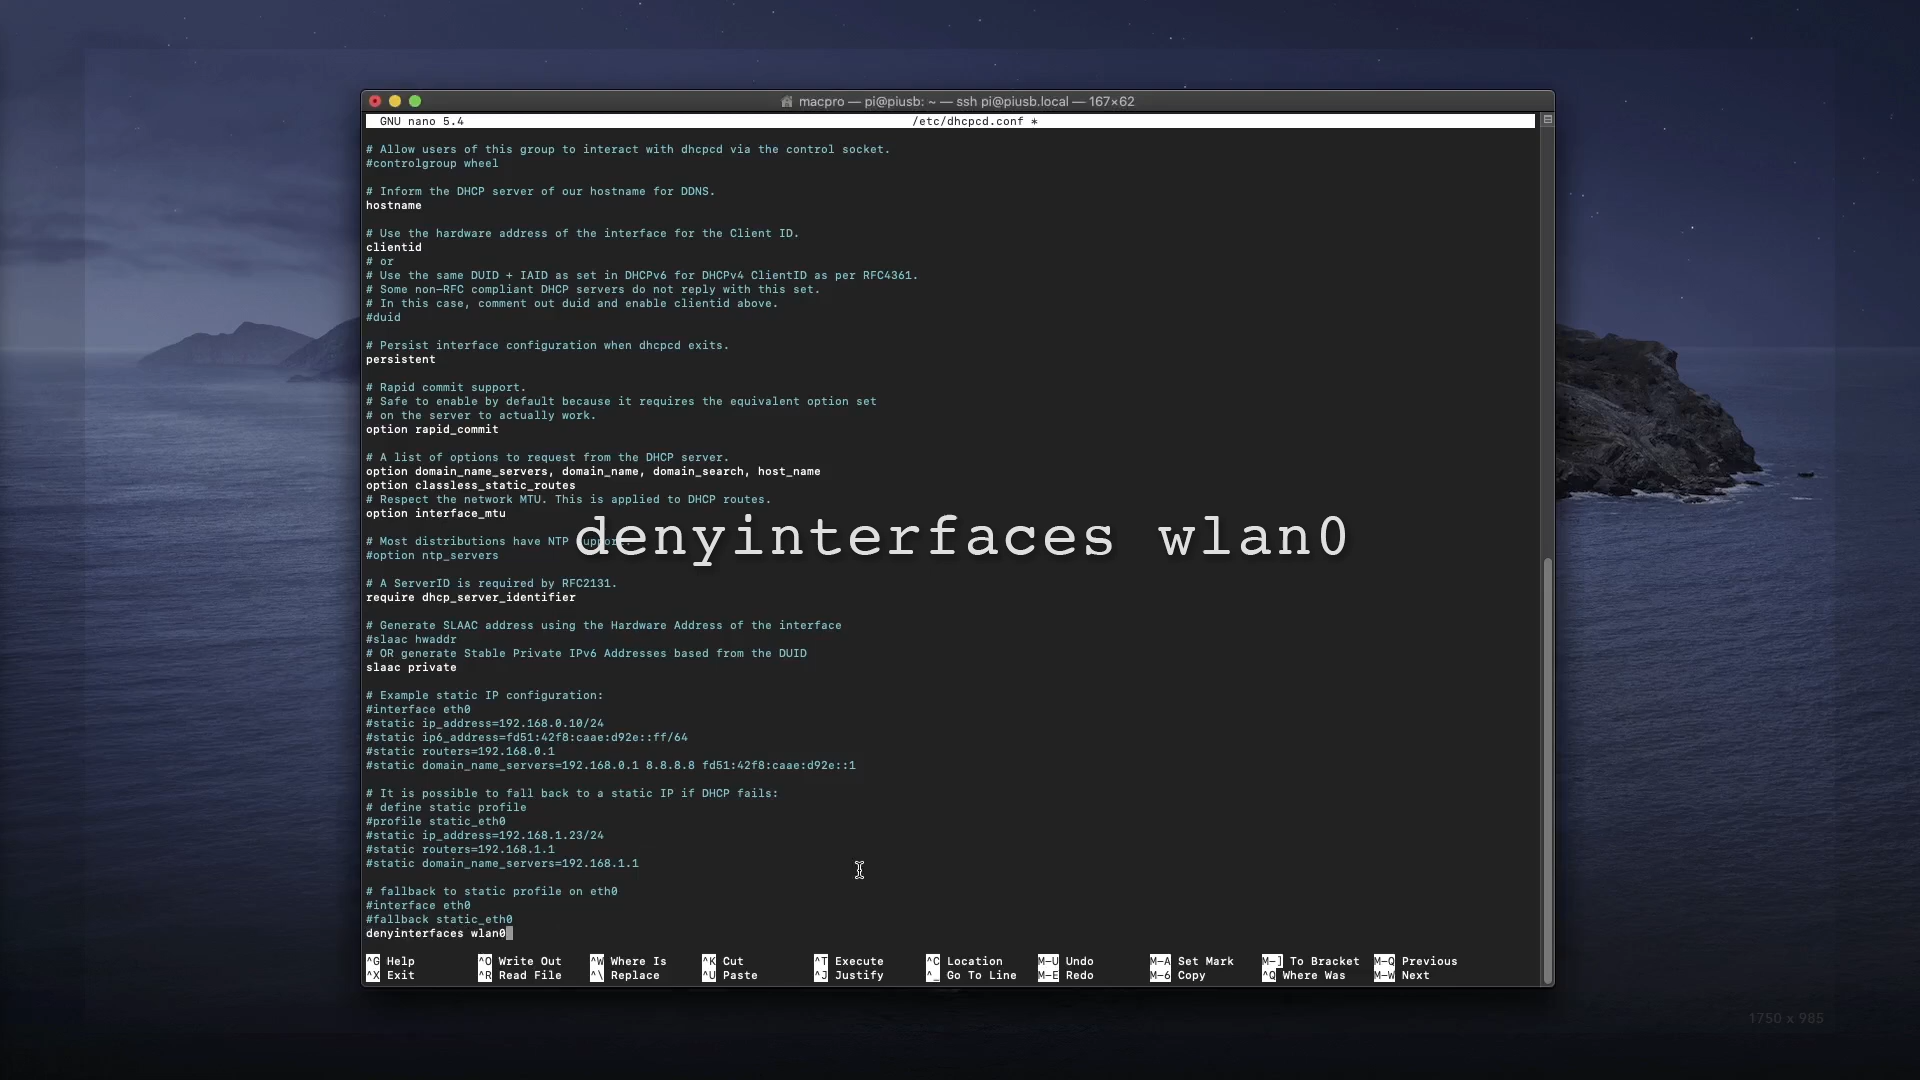 macpro — pi@piusb: ~ — ssh pi@piusb.local — 167×62
GNU nano 5.4 /etc/dhcpcd.conf *
# Allow users of this group to interact with dhcpcd via the control socket.
#controlgroup wheel
# Inform the DHCP server of our hostname for DDNS.
hostname
# Use the hardware address of the interface for the Client ID.
clientid
# or
# Use the same DUID + IAID as set in DHCPv6 for DHCPv4 ClientID as per RFC4361.
# Some non-RFC compliant DHCP servers do not reply with this set.
# In this case, comment out duid and enable clientid above.
#duid
# Persist interface configuration when dhcpcd exits.
persistent
# Rapid commit support.
# Safe to enable by default because it requires the equivalent option set
# on the server to actually work.
option rapid_commit
# A list of options to request from the DHCP server.
option domain_name_servers, domain_name, domain_search, host_name
option classless_static_routes
# Respect the network MTU. This is applied to DHCP routes.
option interface_mtu
denyinterfaces wlan0
# Most distributions have NTP support.
#option ntp_servers
# A ServerID is required by RFC2131.
require dhcp_server_identifier
# Generate SLAAC address using the Hardware Address of the interface
#slaac hwaddr
# OR generate Stable Private IPv6 Addresses based from the DUID
slaac private
# Example static IP configuration:
#interface eth0
#static ip_address=192.168.0.10/24
#static ip6_address=fd51:42f8:caae:d92e::ff/64
#static routers=192.168.0.1
#static domain_name_servers=192.168.0.1 8.8.8.8 fd51:42f8:caae:d92e::1
# It is possible to fall back to a static IP if DHCP fails:
# define static profile
#profile static_eth0
#static ip_address=192.168.1.23/24
#static routers=192.168.1.1
#static domain_name_servers=192.168.1.1
# fallback to static profile on eth0
#interface eth0
#fallback static_eth0
denyinterfaces wlan0
^G Help ^O Write Out ^W Where Is ^K Cut ^T Execute ^C Location M-U Undo M-A Set Mark M-] To Bracket M-Q Previous
^X Exit ^R Read File ^\ Replace ^U Paste ^J Justify ^_ Go To Line M-E Redo M-6 Copy ^Q Where Was M-W Next
1750 x 985